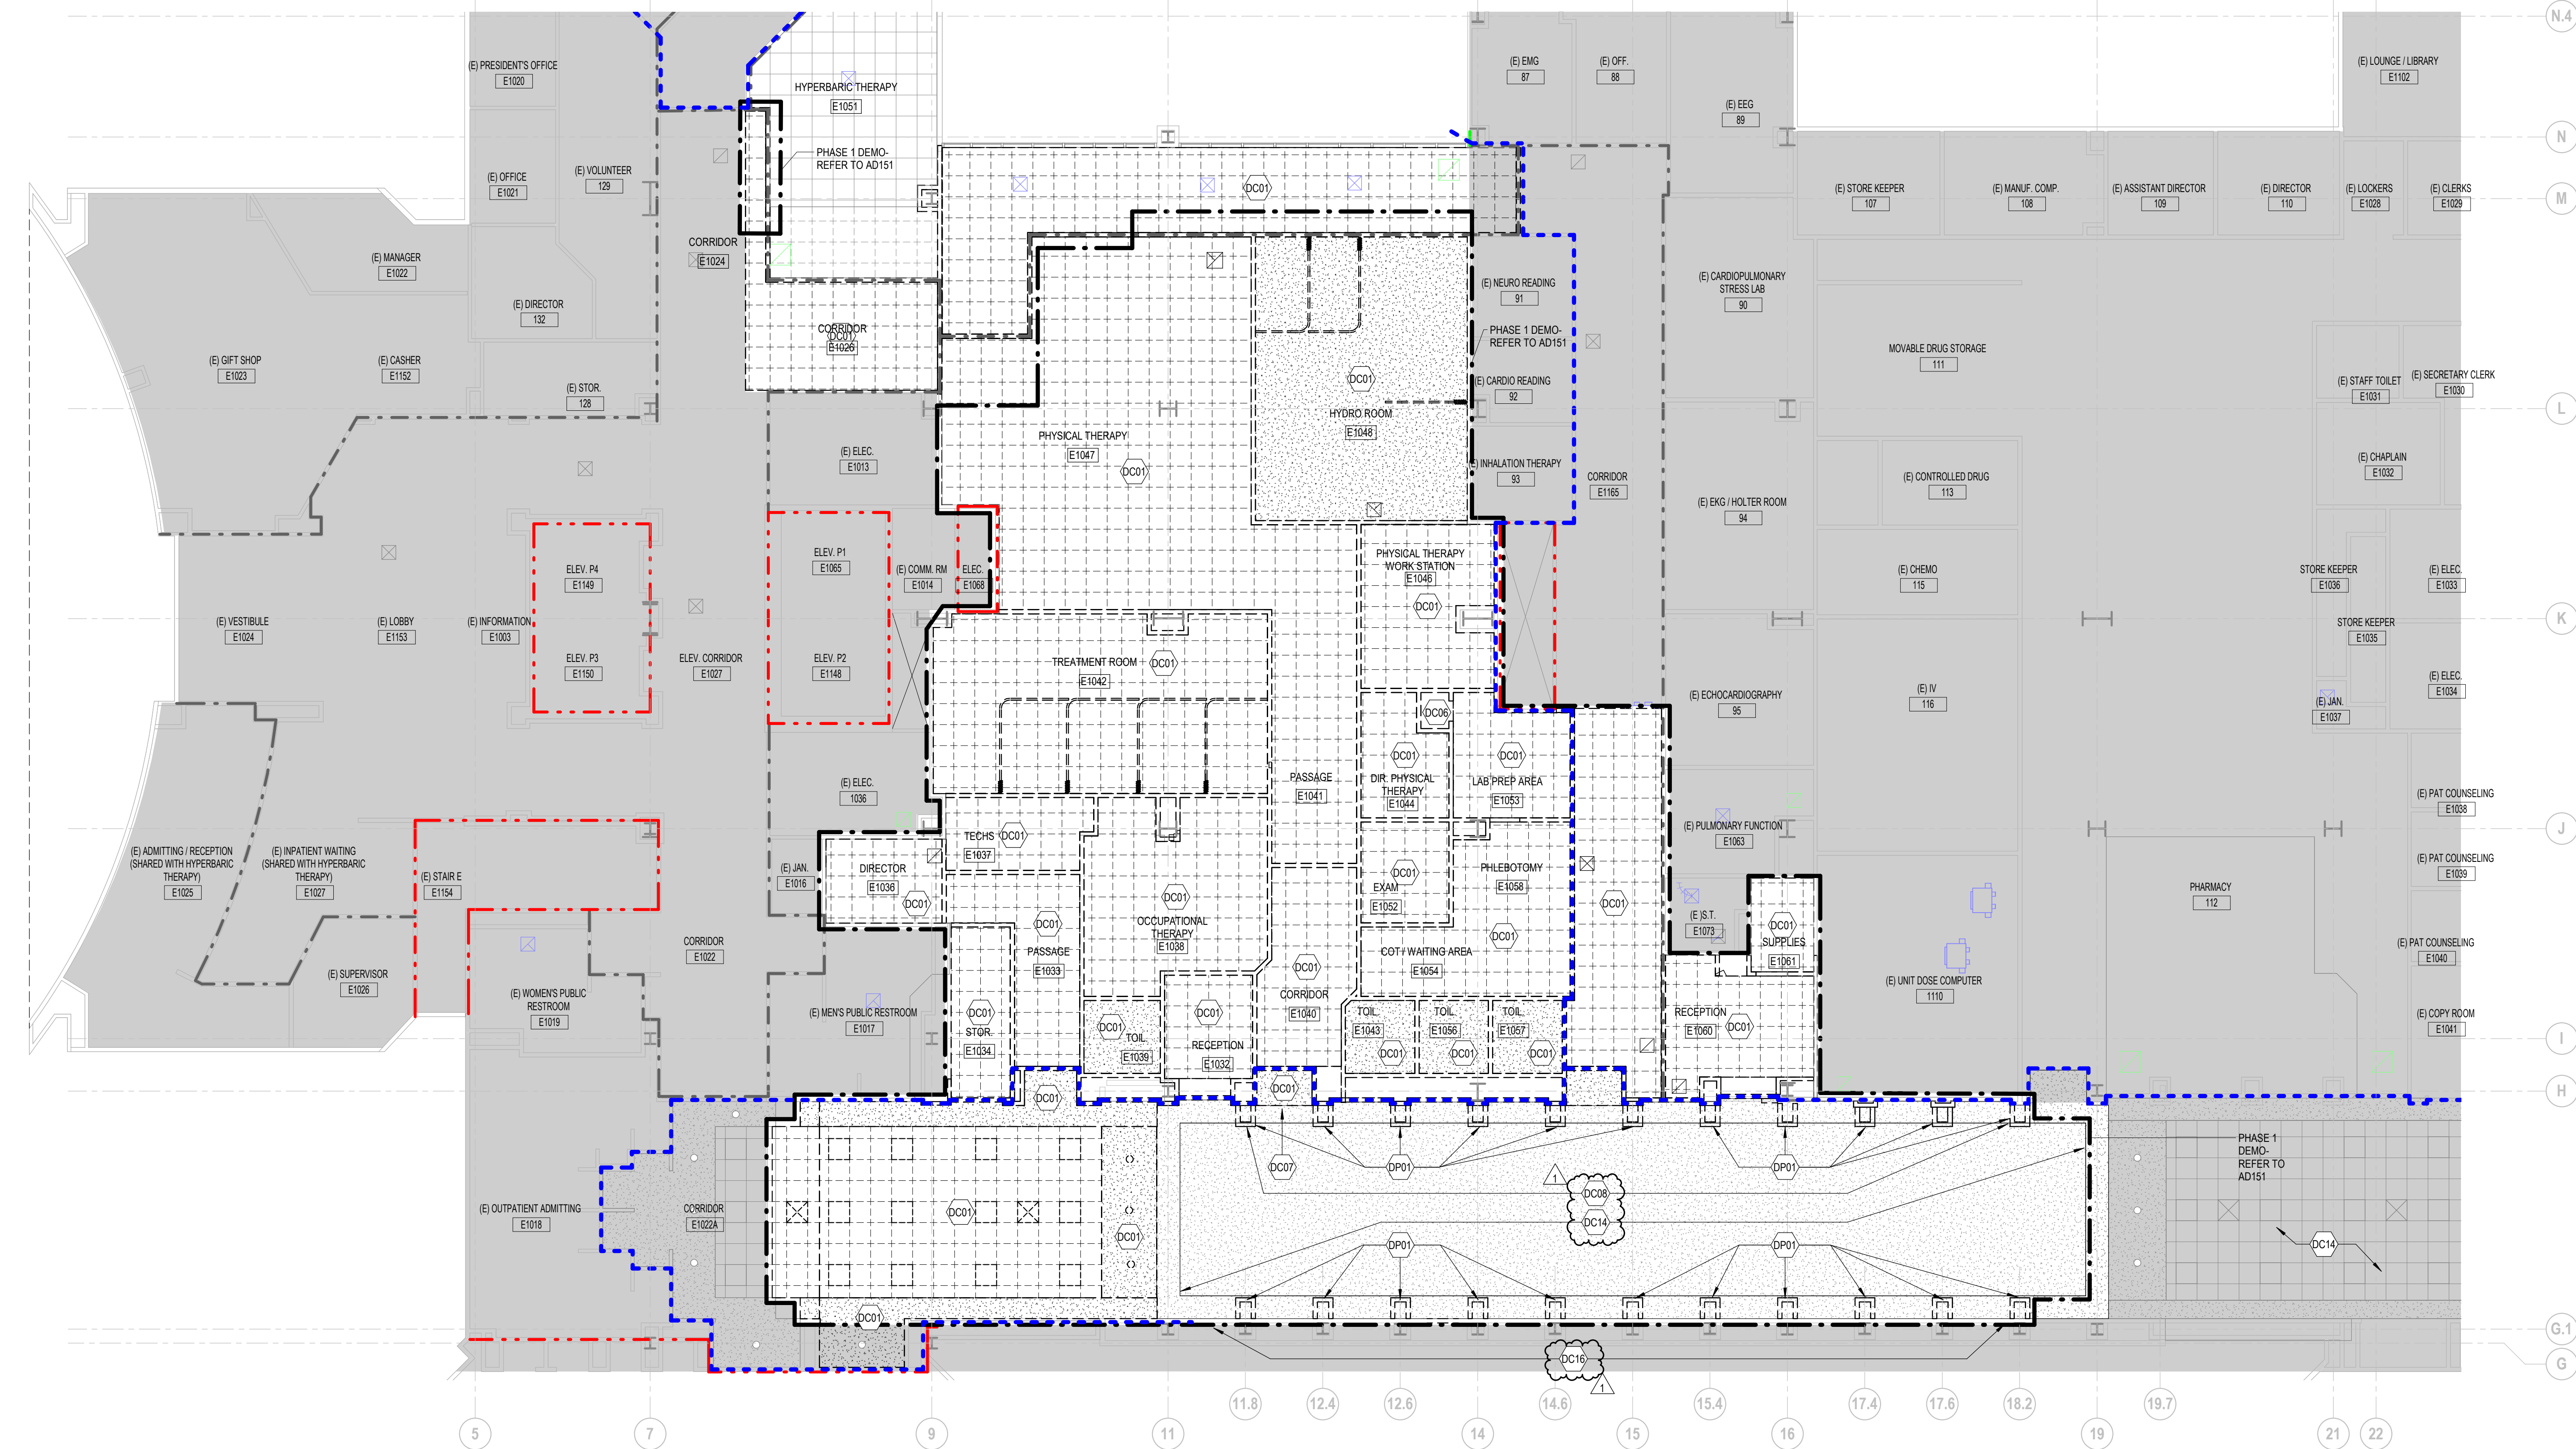 N.4
(E) PRESIDENT'S OFFICE
E1020
HYPERBARIC THERAPY
E1051
(E) EMG
87
(E) OFF.
88
(E) EEG
89
(E) LOUNGE / LIBRARY
E1102
N
PHASE 1 DEMO-
REFER TO AD151
(E) OFFICE
E1021
(E) VOLUNTEER
129
DC01
(E) STORE KEEPER
107
(E) MANUF. COMP.
108
(E) ASSISTANT DIRECTOR
109
(E) DIRECTOR
110
(E) LOCKERS
E1028
(E) CLERKS
E1029
M
CORRIDOR
E1024
(E) MANAGER
E1022
(E) DIRECTOR
132
(E) NEURO READING
91
(E) CARDIOPULMONARY
STRESS LAB
90
CORRIDOR
DC01
E1026
PHASE 1 DEMO-
REFER TO AD151
MOVABLE DRUG STORAGE
111
(E) GIFT SHOP
E1023
(E) CASHER
E1152
(E) STOR.
128
DC01
HYDRO ROOM
E1048
(E) CARDIO READING
92
(E) STAFF TOILET
E1031
(E) SECRETARY CLERK
E1030
L
PHYSICAL THERAPY
E1047
DC01
(E) ELEC.
E1013
(E) INHALATION THERAPY
93
CORRIDOR
E1165
(E) EKG / HOLTER ROOM
94
(E) CONTROLLED DRUG
113
(E) CHAPLAIN
E1032
ELEV. P4
E1149
ELEV. P1
E1065
(E) COMM. RM
E1014
ELEC.
E1068
PHYSICAL THERAPY
WORK STATION
E1046
DC01
(E) CHEMO
115
STORE KEEPER
E1036
(E) ELEC.
E1033
(E) VESTIBULE
E1024
(E) LOBBY
E1153
(E) INFORMATION
E1003
STORE KEEPER
E1035
K
ELEV. P3
E1150
ELEV. CORRIDOR
E1027
ELEV. P2
E1148
TREATMENT ROOM
E1042
DC01
(E) ECHOCARDIOGRAPHY
95
(E) IV
116
(E) ELEC.
E1034
(E) JAN.
E1037
DC06
DC01
DIR. PHYSICAL
THERAPY
E1044
DC01
LAB PREP AREA
E1053
PASSAGE
E1041
(E) ELEC.
1036
(E) PAT COUNSELING
E1038
TECHS
E1037
DC01
(E) PULMONARY FUNCTION
E1063
J
(E) ADMITTING / RECEPTION
(SHARED WITH HYPERBARIC
THERAPY)
E1025
(E) INPATIENT WAITING
(SHARED WITH HYPERBARIC
THERAPY)
E1027
(E) STAIR E
E1154
(E) JAN.
E1016
DIRECTOR
E1036
DC01
DC01
OCCUPATIONAL
THERAPY
E1038
DC01
EXAM
E1052
PHLEBOTOMY
E1058
DC01
(E) PAT COUNSELING
E1039
PHARMACY
112
(E )S.T.
E1073
DC01
SUPPLIES
E1061
CORRIDOR
E1022
DC01
PASSAGE
E1033
COT / WAITING AREA
E1054
DC01
(E) PAT COUNSELING
E1040
(E) SUPERVISOR
E1026
(E) WOMEN'S PUBLIC
RESTROOM
E1019
(E) MEN'S PUBLIC RESTROOM
E1017
DC01
STOR.
E1034
DC01
TOIL.
E1039
DC01
RECEPTION
E1032
DC01
CORRIDOR
E1040
TOIL.
E1043
DC01
TOIL.
E1056
DC01
TOIL.
E1057
DC01
RECEPTION
E1060
DC01
(E) UNIT DOSE COMPUTER
1110
(E) COPY ROOM
E1041
I
DC01
DC01
H
DC07
DP01
DP01
1
DC08
DC14
PHASE 1
DEMO-
REFER TO
AD151
(E) OUTPATIENT ADMITTING
E1018
CORRIDOR
E1022A
DC01
DC01
DP01
DP01
DC14
DC01
G.1
DC16
1
G
11.8
12.4
12.6
14.6
15.4
17.4
17.6
18.2
19.7
5
7
9
11
14
15
16
19
21
22